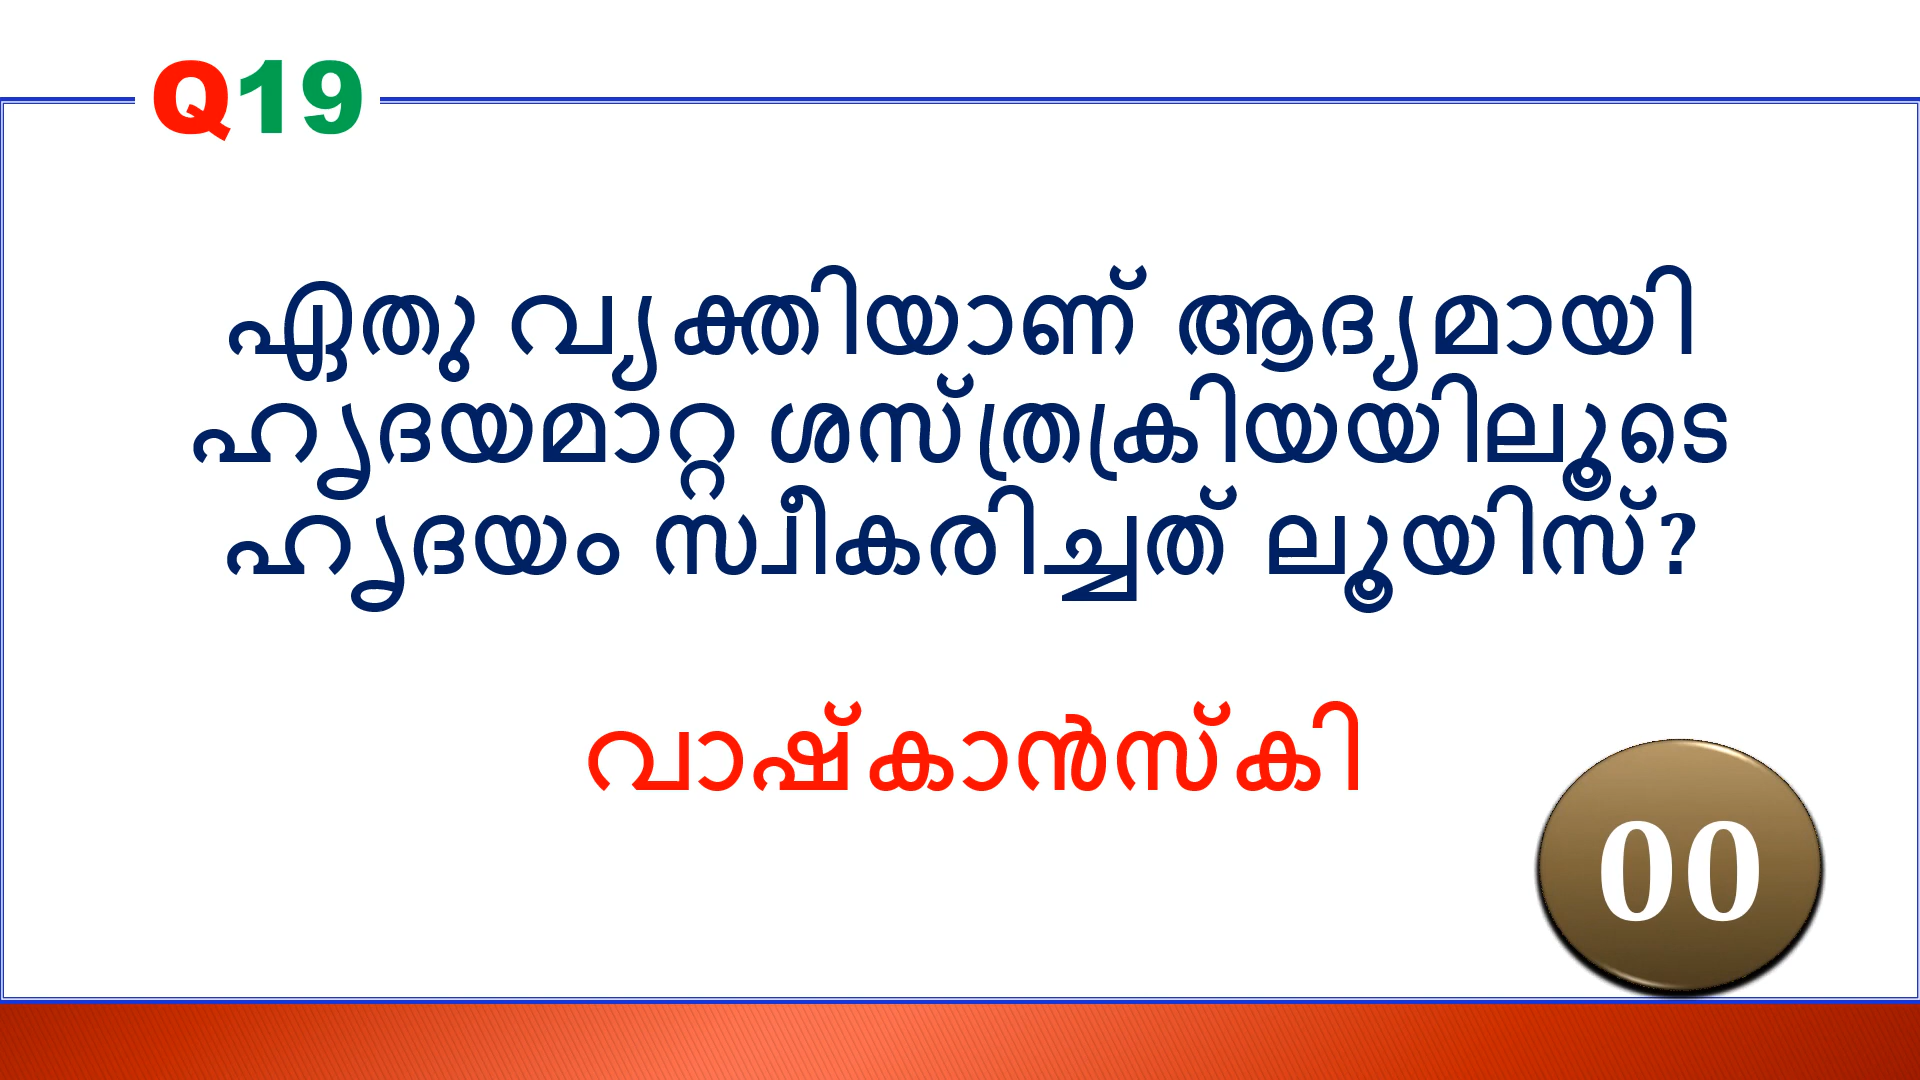 Q19
ഏതു വ്യക്തിയാണ് ആദ്യമായി
ഹൃദയമാറ്റ ശസ്ത്രക്രിയയിലൂടെ
ഹൃദയം സ്വീകരിച്ചത് ലൂയിസ്?
വാഷ്കാൻസ്കി
00